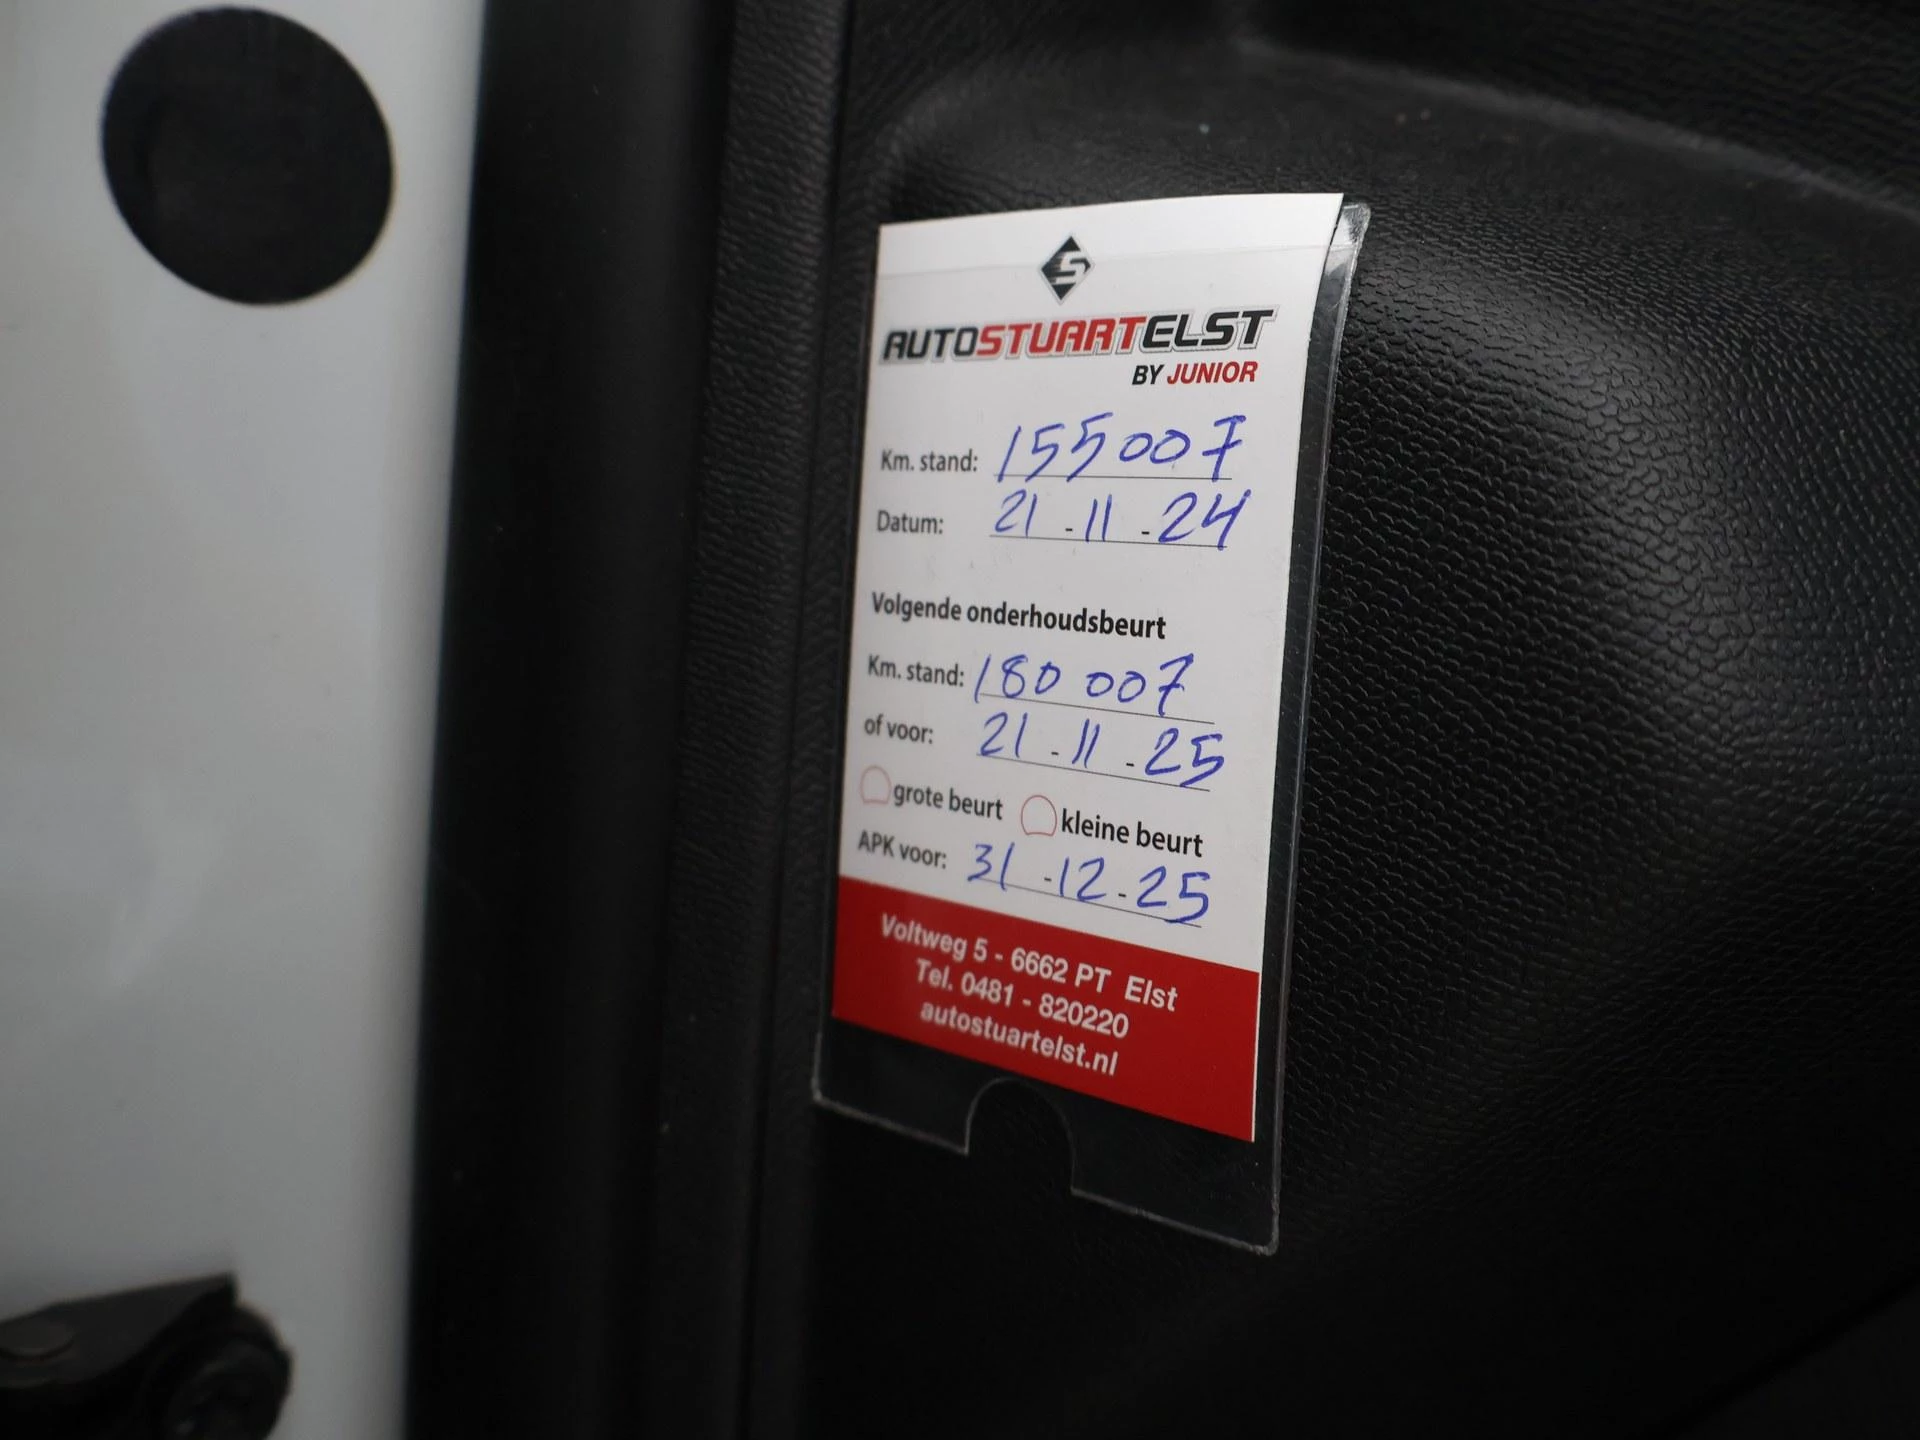 S
AUTOSTUARTELST
BY JUNIOR
Km. stand: 155007
Datum: 21-11-24
Volgende onderhoudsbeurt
Km. stand: 180 007
of voor: 21-11-25
grote beurt kleine beurt
APK voor: 31-12-25
Voltweg 5 - 6662 PT Elst
Tel. 0481 - 820220
autostuartelst.nl